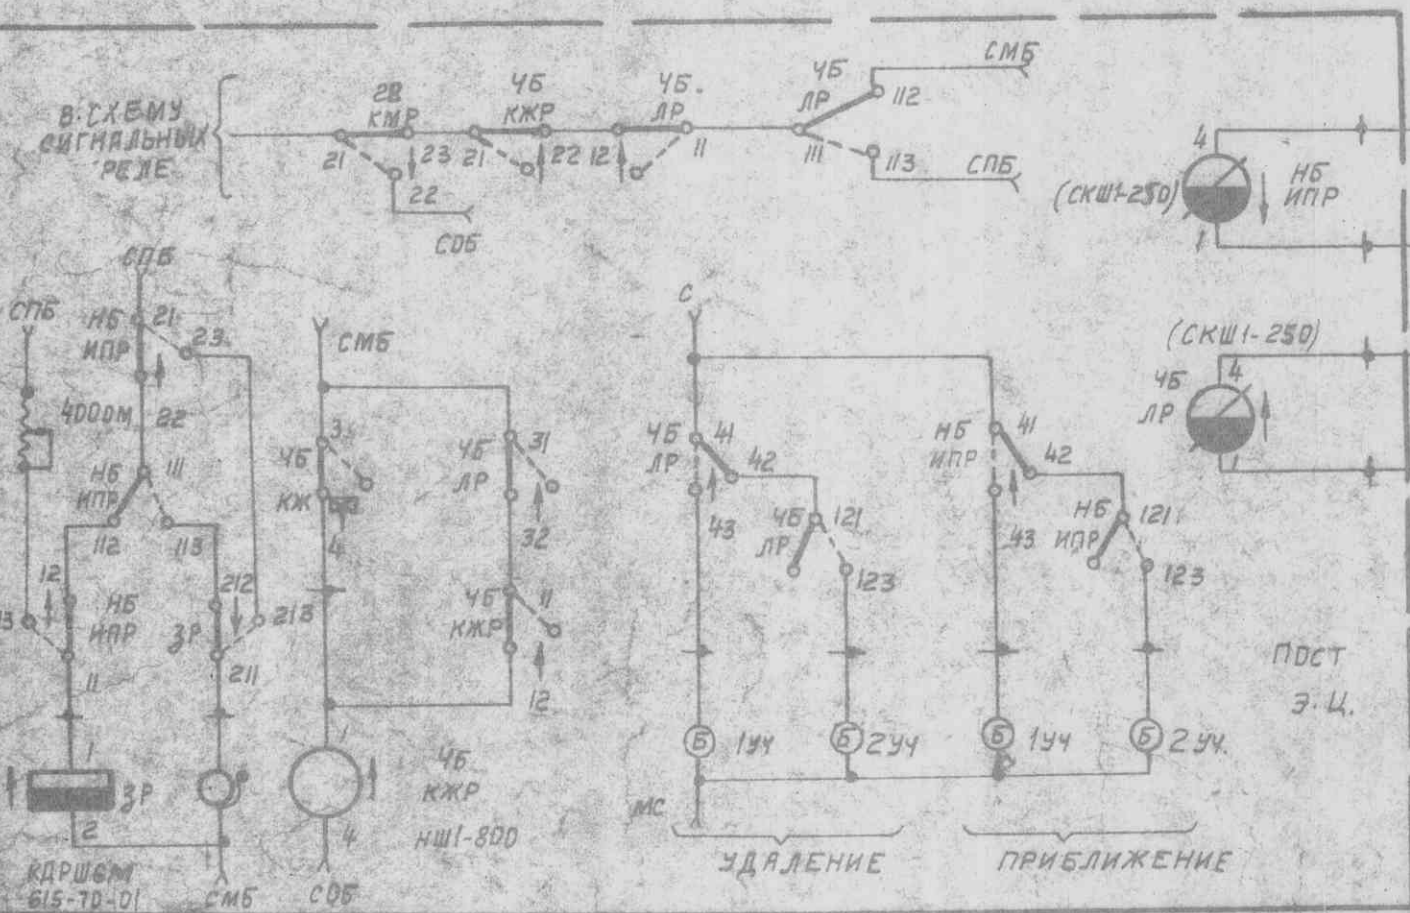 В СХЕМУ
СИГНАЛЬНЫХ
РЕЛЕ
2В
КМР
21
23
22
СОБ
ЧБ
КЖР
21
22
ЧБ.
ЛР
12
11
ЧБ
ЛР
111
112
СМБ
113
СПБ
4
(СКШ1-250)
НБ
ИПР
1
СПБ
СПБ
НБ
ИПР
21
23
400ОМ
22
НБ
ИПР
111
112
113
12
НБ
ИПР
11
212
ЗР
213
211
1
ЗР
2
КДРШ6М
615-70-01
СМБ
СМБ
ЧБ
КЖ
4
31
ЧБ
ЛР
32
ЧБ
КЖР
11
12
1
ЧБ
КЖР
4
НШ1-800
СОБ
С
ЧБ
ЛР
41
42
43
ЧБ
ЛР
121
123
НБ
ИПР
41
42
43
НБ
ИПР
121
123
Б 1УЧ
Б 2УЧ
Б 1УЧ
Б 2УЧ.
МС
УДАЛЕНИЕ
ПРИБЛИЖЕНИЕ
(СКШ1-250)
ЧБ
ЛР
4
1
ПОСТ
Э.Ц.